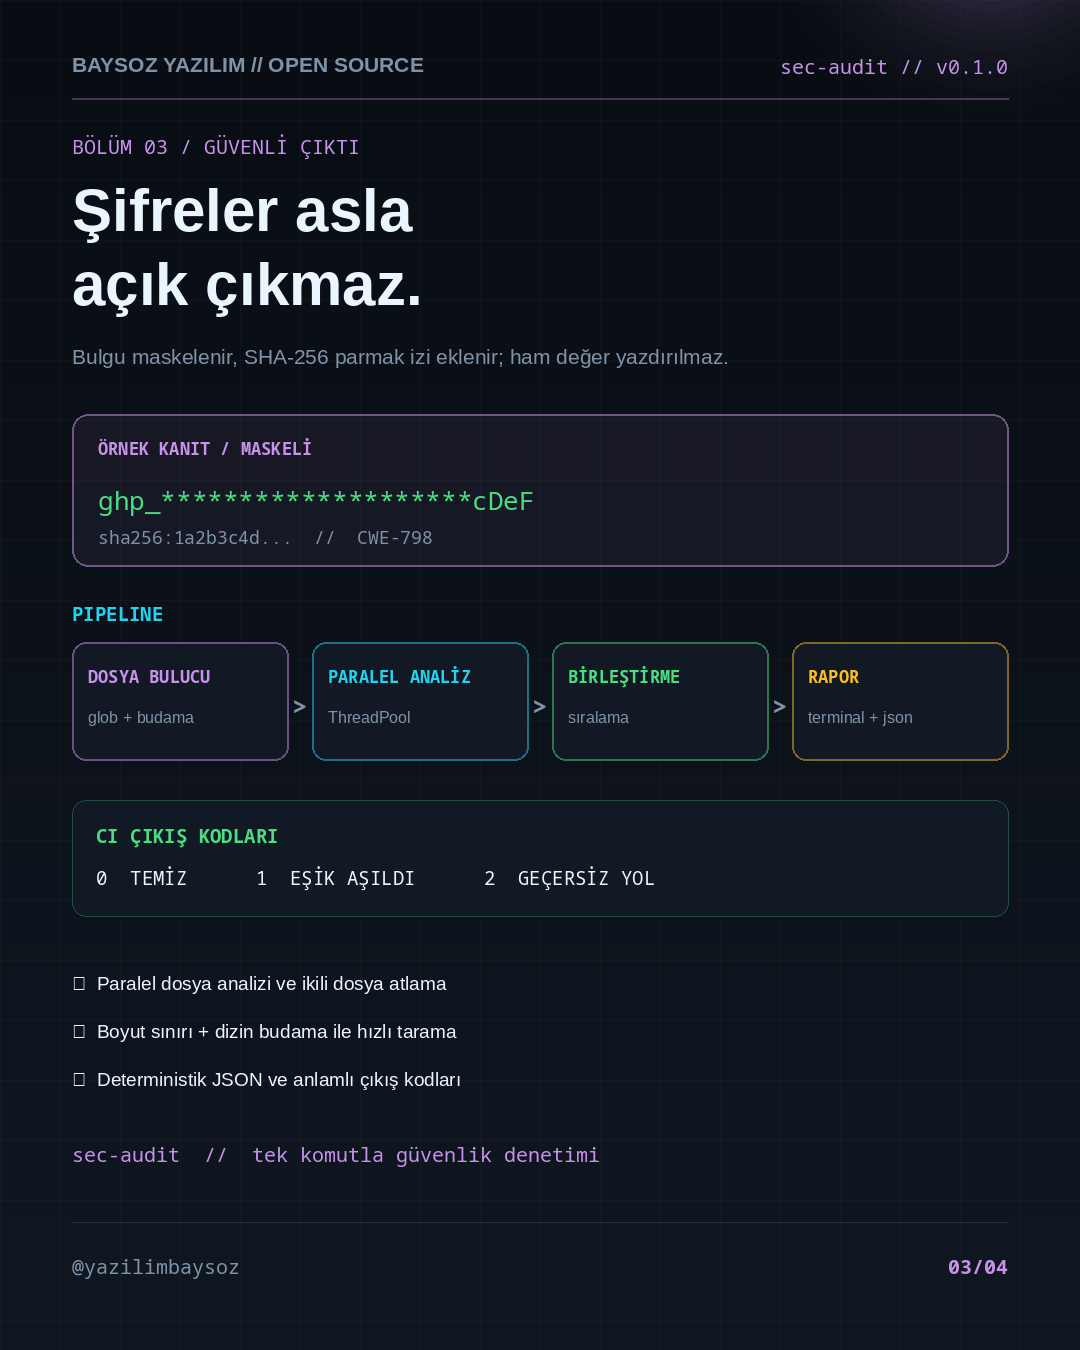 BAYSOZ YAZILIM // OPEN SOURCE
sec-audit // v0.1.0
BÖLÜM 03 / GÜVENLİ ÇIKTI
Şifreler asla
açık çıkmaz.
Bulgu maskelenir, SHA-256 parmak izi eklenir; ham değer yazdırılmaz.
ÖRNEK KANIT / MASKELİ
ghp_********************cDeF
sha256:1a2b3c4d... // CWE-798
PIPELINE
DOSYA BULUCU
glob + budama
>
PARALEL ANALİZ
ThreadPool
>
BİRLEŞTİRME
sıralama
>
RAPOR
terminal + json
CI ÇIKIŞ KODLARI
0 TEMİZ 1 EŞİK AŞILDI 2 GEÇERSİZ YOL
Paralel dosya analizi ve ikili dosya atlama
Boyut sınırı + dizin budama ile hızlı tarama
Deterministik JSON ve anlamlı çıkış kodları
sec-audit // tek komutla güvenlik denetimi
@yazilimbaysoz
03/04